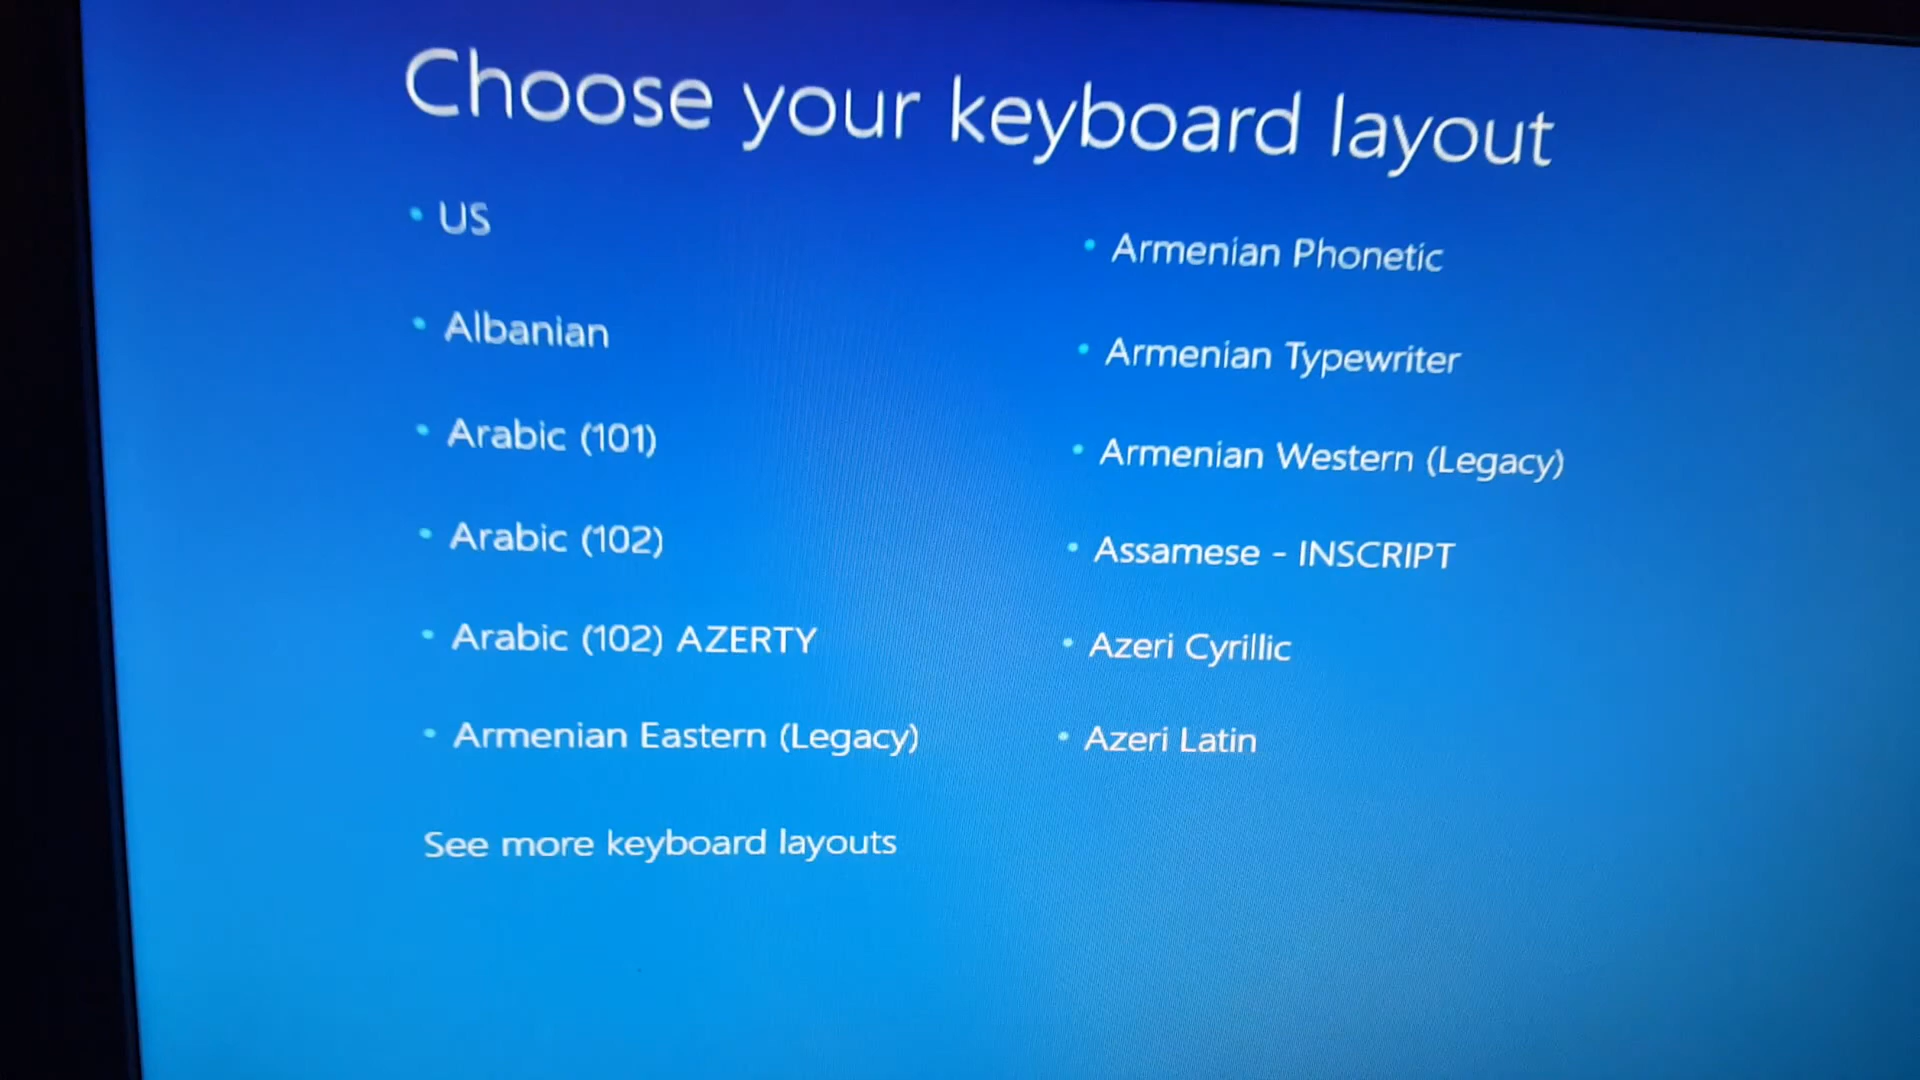 Choose your keyboard layout
US
Albanian
Arabic (101)
Arabic (102)
Arabic (102) AZERTY
Armenian Eastern (Legacy)
See more keyboard layouts
Armenian Phonetic
Armenian Typewriter
Armenian Western (Legacy)
Assamese - INSCRIPT
Azeri Cyrillic
Azeri Latin